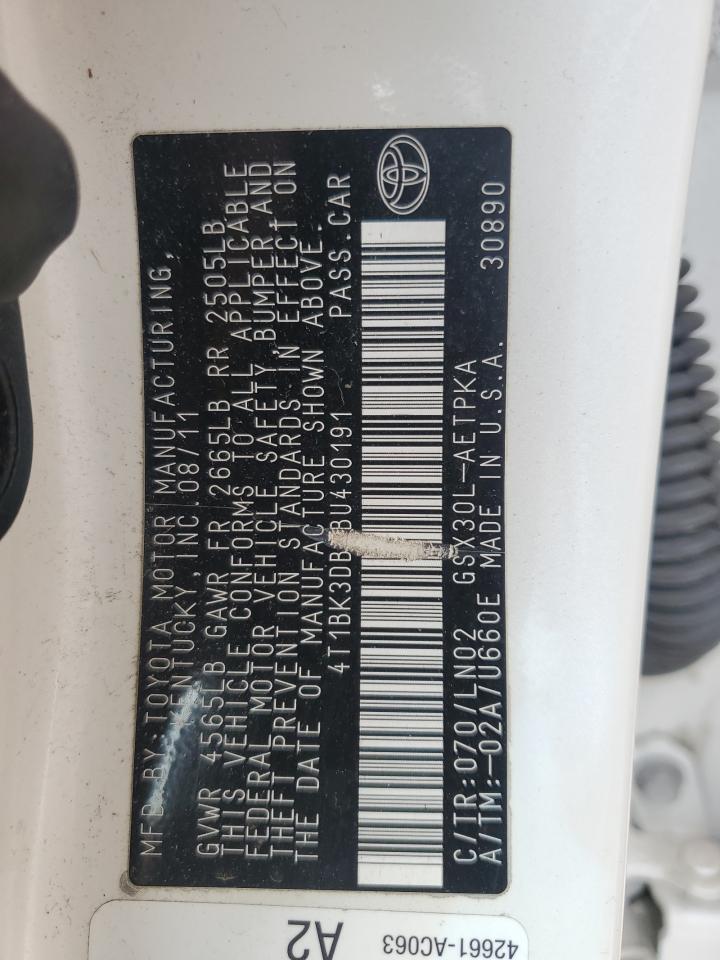 MFD BY TOYOTA MOTOR MANUFACTURING,
KENTUCKY, INC 08/11
GVWR 4565LB GAWR FR 2665LB RR 2505LB
THIS VEHICLE CONFORMS TO ALL APPLICABLE
FEDERAL MOTOR VEHICLE SAFETY, BUMPER, AND
THEFT PREVENTION STANDARDS IN EFFECT ON
THE DATE OF MANUFACTURE SHOWN ABOVE.
PASS.CAR
C/TR:070/LN02 GSX30L-AETPKA
A/TM:-02A/U660E MADE IN U.S.A. 30890
A2
42661-AC063